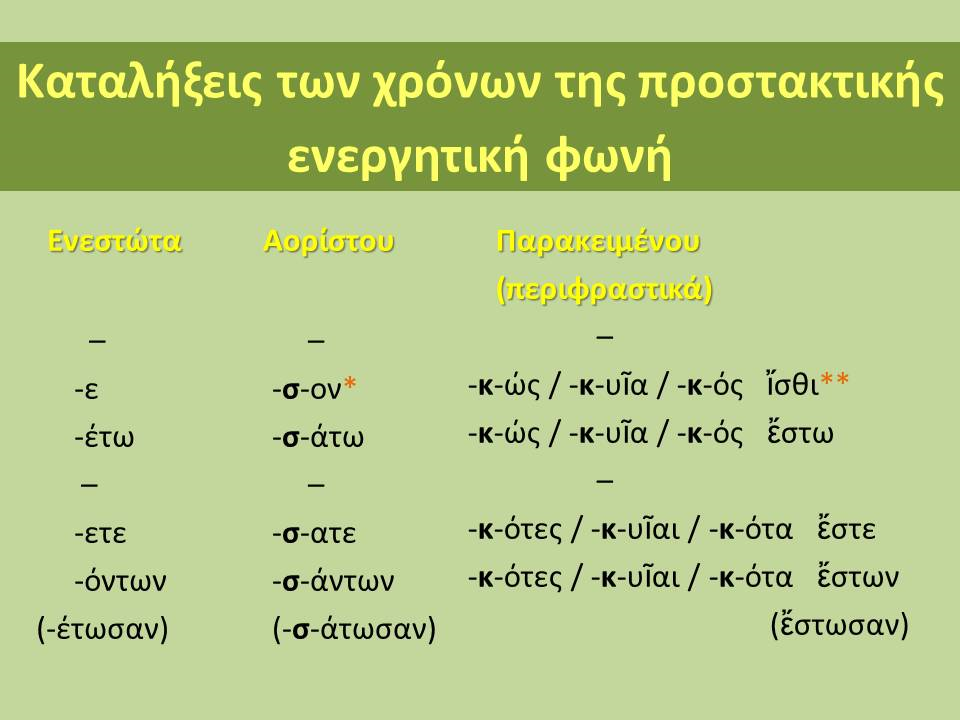 Καταλήξεις των χρόνων της προστακτικής
ενεργητική φωνή
Ενεστώτα Αορίστου Παρακειμένου
(περιφραστικά)
– – –
-ε -σ-ον* -κ-ώς / -κ-υῖα / -κ-ός ἴσθι**
-έτω -σ-άτω -κ-ώς / -κ-υῖα / -κ-ός ἔστω
– – –
-ετε -σ-ατε -κ-ότες / -κ-υῖαι / -κ-ότα ἔστε
-όντων -σ-άντων -κ-ότες / -κ-υῖαι / -κ-ότα ἔστων
(-έτωσαν) (-σ-άτωσαν) (ἔστωσαν)